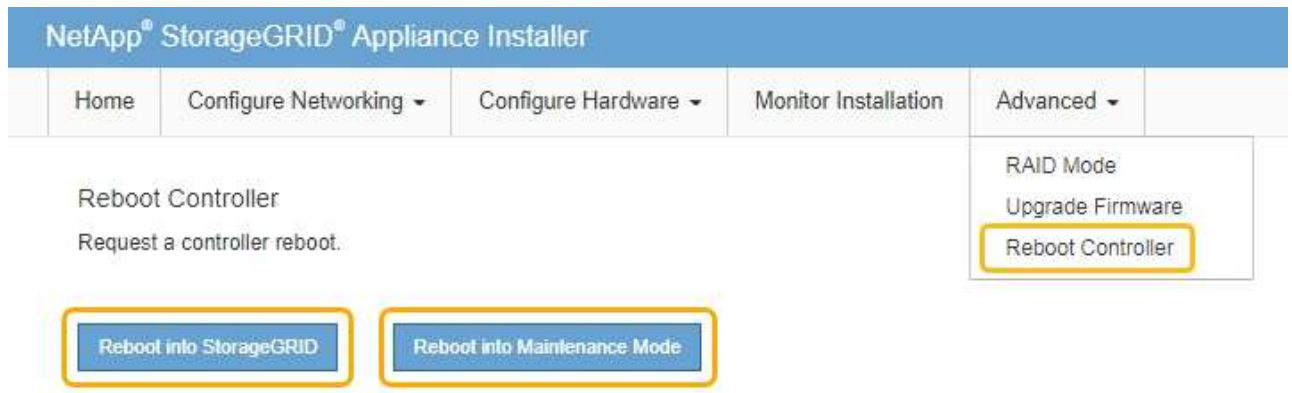 NetApp® StorageGRID® Appliance Installer
Home Configure Networking Configure Hardware Monitor Installation Advanced
RAID Mode
Upgrade Firmware
Reboot Controller
Reboot Controller
Request a controller reboot.
Reboot into StorageGRID Reboot into Maintenance Mode